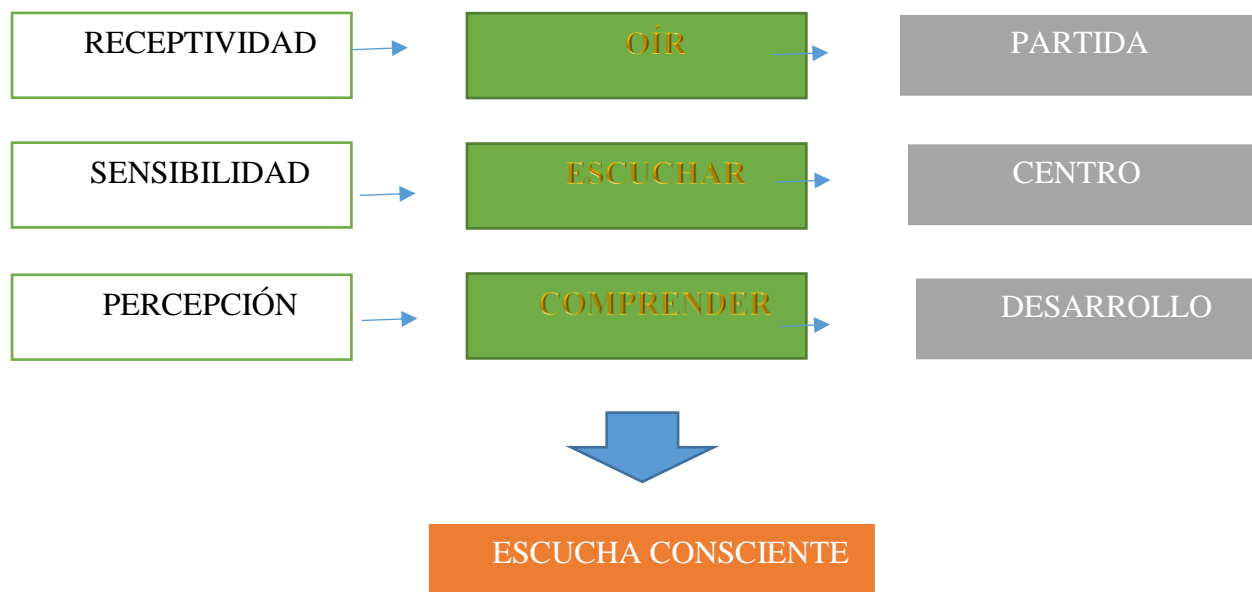 RECEPTIVIDAD
OÍR
PARTIDA
SENSIBILIDAD
ESCUCHAR
CENTRO
PERCEPCIÓN
COMPRENDER
DESARROLLO
ESCUCHA CONSCIENTE